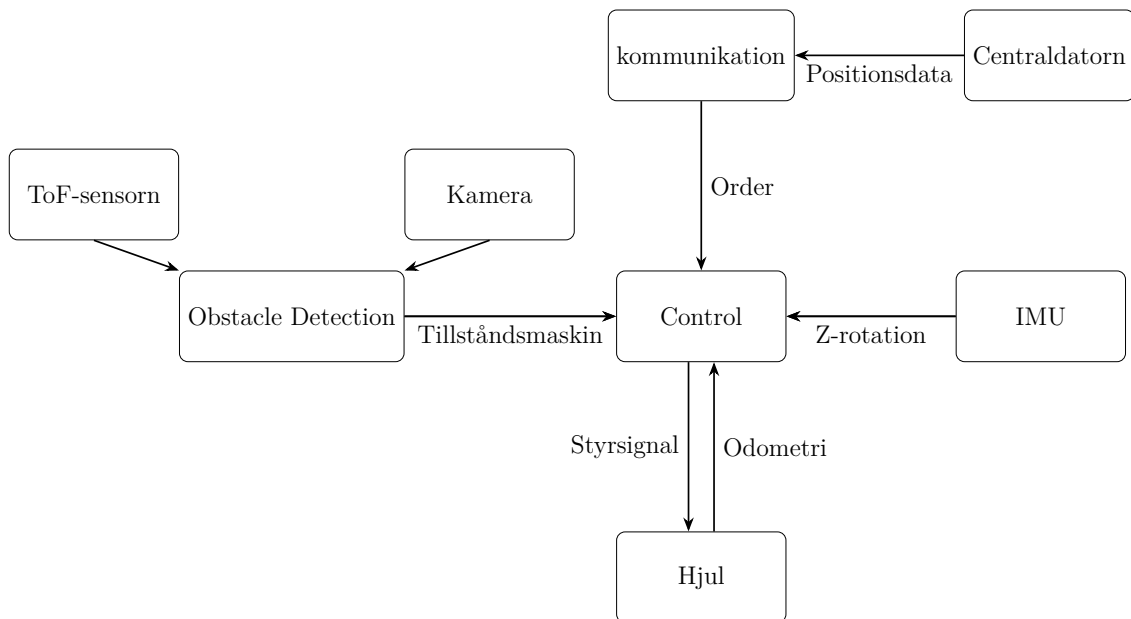 kommunikation
Centraldatorn
Positionsdata
ToF-sensorn
Kamera
Order
Obstacle Detection
Tillståndsmaskin
Control
Z-rotation
IMU
Styrsignal
Odometri
Hjul